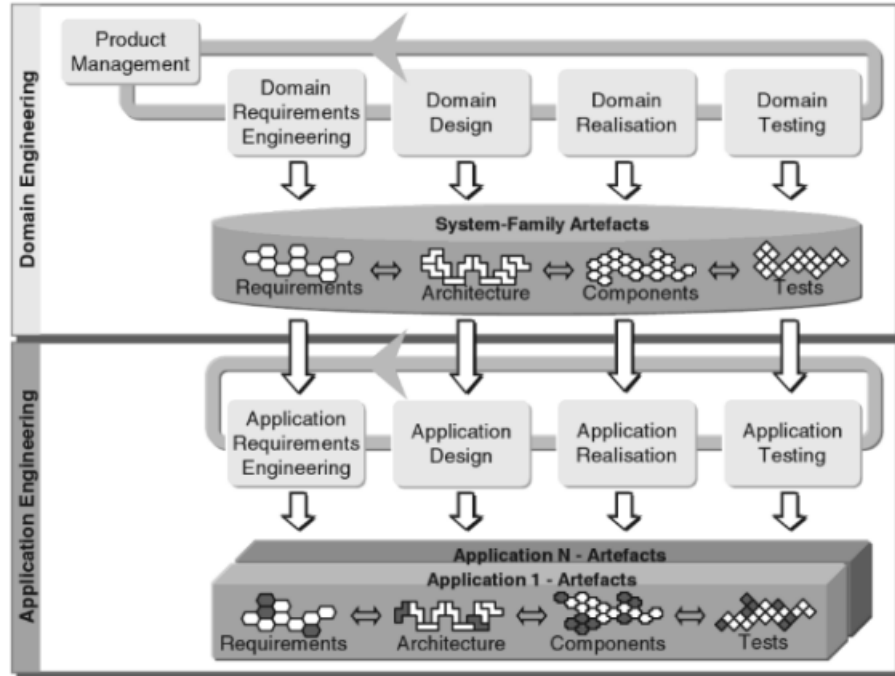 Domain Engineering
Product
Management
Domain
Requirements
Engineering
Domain
Design
Domain
Realisation
Domain
Testing
System-Family Artefacts
Requirements
Architecture
Components
Tests
Application Engineering
Application
Requirements
Engineering
Application
Design
Application
Realisation
Application
Testing
Application N - Artefacts
Application 1 - Artefacts
Requirements
Architecture
Components
Tests